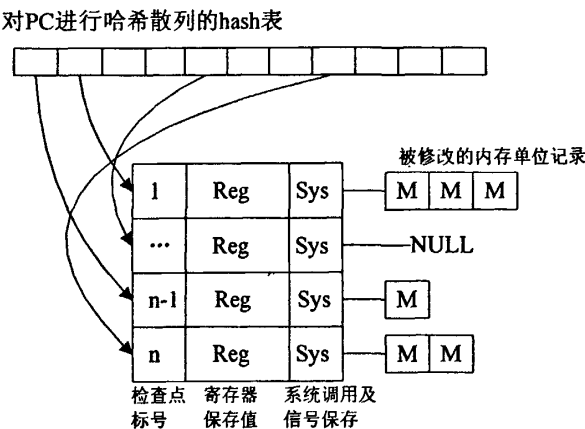 对PC进行哈希散列的hash表
被修改的内存单位记录
1 Reg Sys M M M
... Reg Sys NULL
n-1 Reg Sys M
n Reg Sys M M
检查点 寄存器 系统调用及
标号 保存值 信号保存